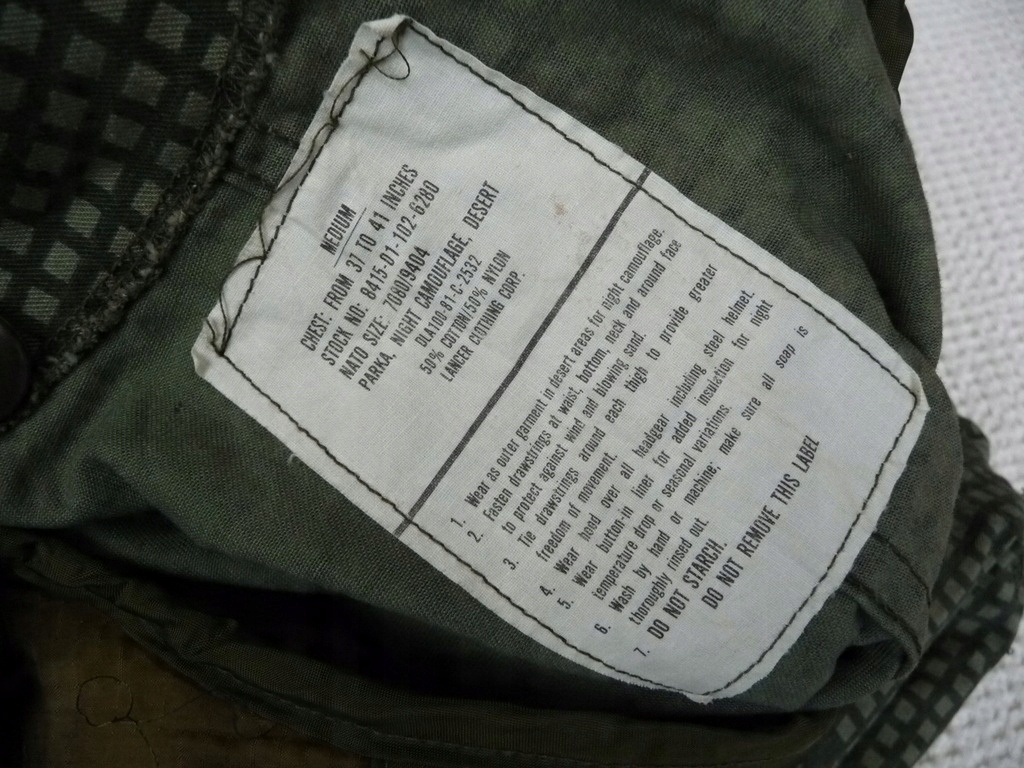 MEDIUM
CHEST: FROM 37 TO 41 INCHES
STOCK NO: 8415-01-102-6280
NATO SIZE: 7080/9404
PARKA, NIGHT CAMOUFLAGE, DESERT
DLA100-81-C-2532
50% COTTON/50% NYLON
LANCER CLOTHING CORP.
1. Wear as outer garment in desert areas for night camouflage.
2. Fasten drawstrings at waist, bottom, neck and around face
to protect against wind and blowing sand.
3. Tie drawstrings around each thigh to provide greater
freedom of movement.
4. Wear hood over all headgear including steel helmet.
5. Wear button-in liner for added insulation for night
temperature drop or seasonal variations.
6. Wash by hand or machine, make sure all soap is
thoroughly rinsed out.
7. DO NOT STARCH.
DO NOT REMOVE THIS LABEL